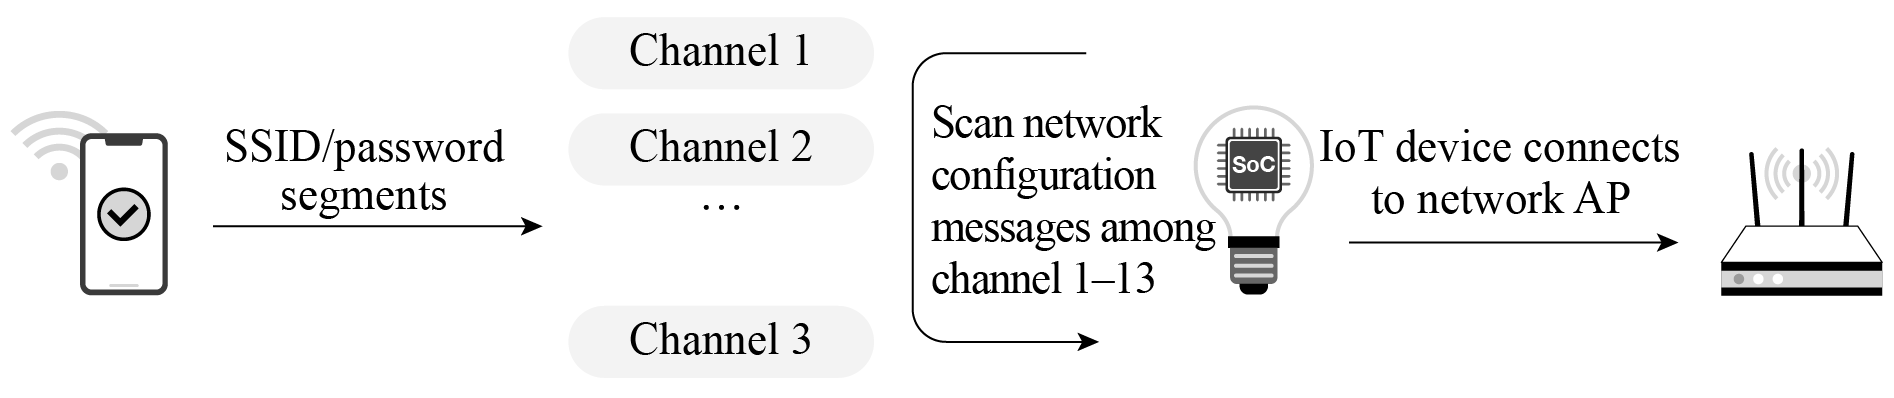 SSID/password
segments
Channel 1
Channel 2
...
Channel 3
Scan network
configuration
messages among
channel 1–13
SoC
IoT device connects
to network AP